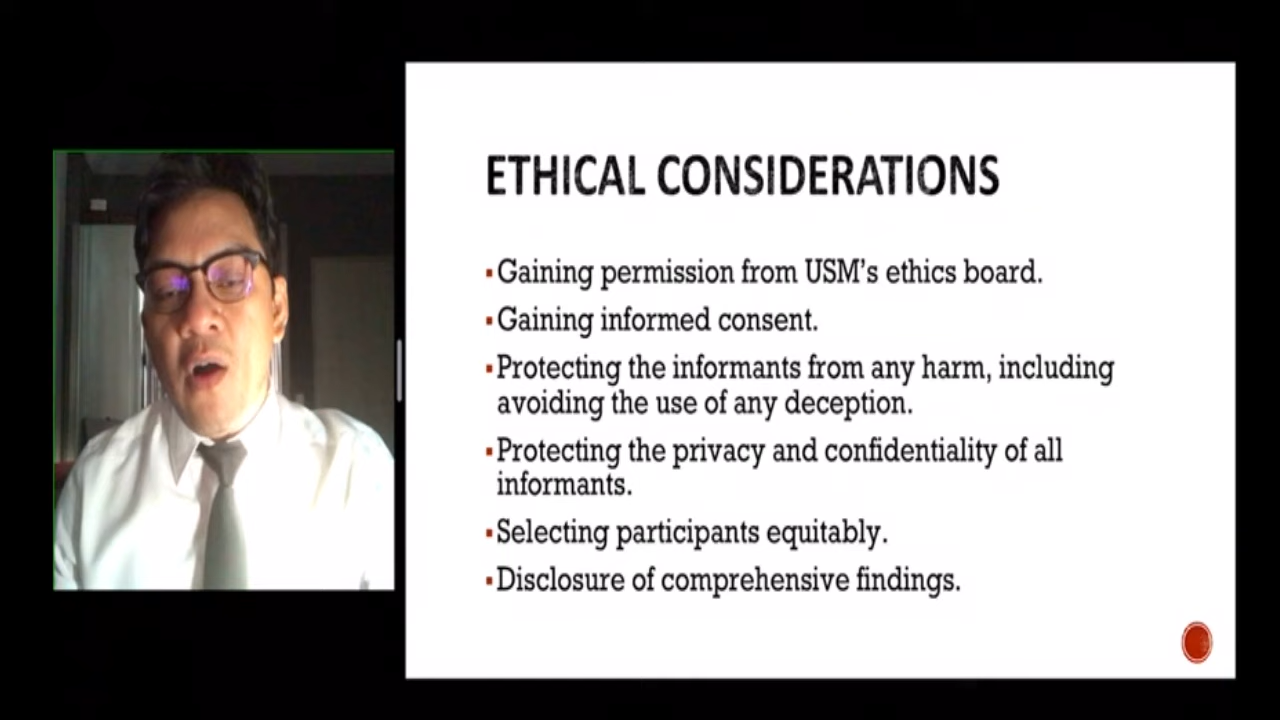 ETHICAL CONSIDERATIONS
▪Gaining permission from USM’s ethics board.
▪Gaining informed consent.
▪Protecting the informants from any harm, including
avoiding the use of any deception.
▪Protecting the privacy and confidentiality of all
informants.
▪Selecting participants equitably.
▪Disclosure of comprehensive findings.